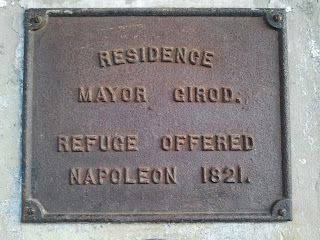 RESIDENCE
MAYOR GIROD.
REFUGE OFFERED
NAPOLEON 1821.